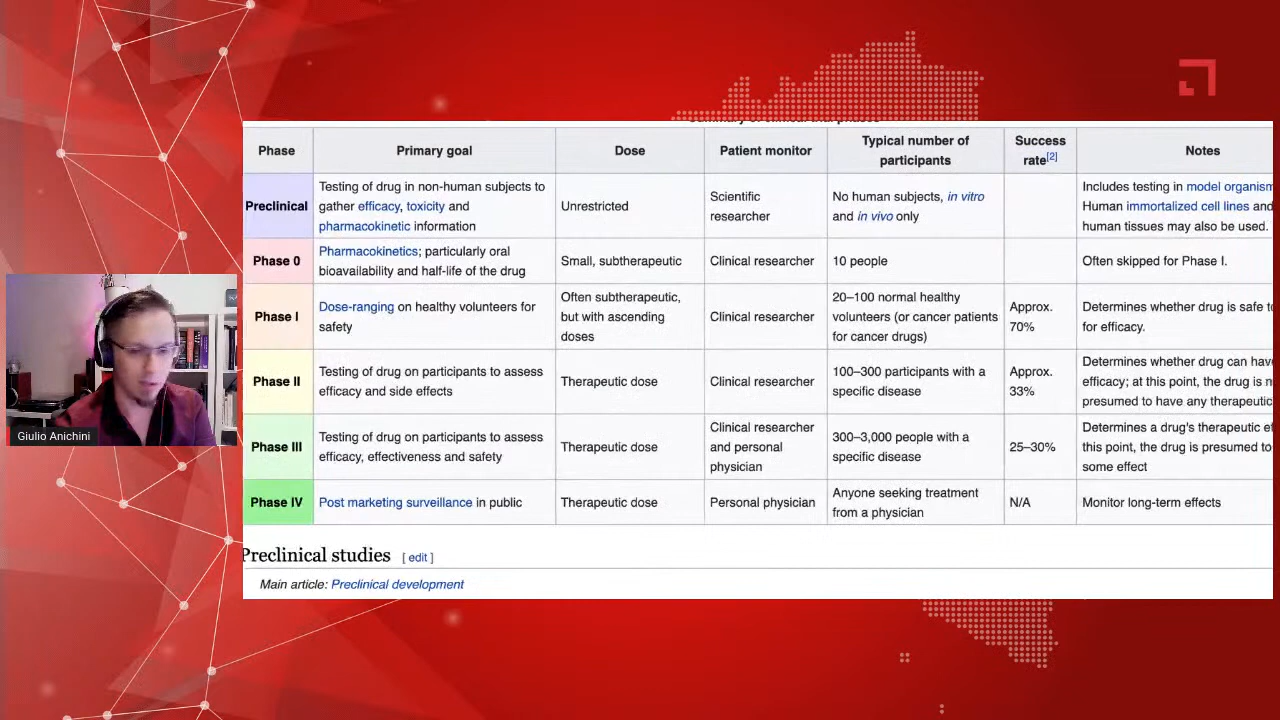 Phase
Primary goal
Dose
Patient monitor
Typical number of
participants
Success
rate[2]
Notes
Preclinical
Testing of drug in non-human subjects to
gather efficacy, toxicity and
pharmacokinetic information
Unrestricted
Scientific
researcher
No human subjects, in vitro
and in vivo only
Includes testing in model organism
Human immortalized cell lines and
human tissues may also be used.
Phase 0
Pharmacokinetics; particularly oral
bioavailability and half-life of the drug
Small, subtherapeutic
Clinical researcher
10 people
Often skipped for Phase I.
Phase I
Dose-ranging on healthy volunteers for
safety
Often subtherapeutic,
but with ascending
doses
Clinical researcher
20–100 normal healthy
volunteers (or cancer patients
for cancer drugs)
Approx.
70%
Determines whether drug is safe to
for efficacy.
Phase II
Testing of drug on participants to assess
efficacy and side effects
Therapeutic dose
Clinical researcher
100–300 participants with a
specific disease
Approx.
33%
Determines whether drug can have
efficacy; at this point, the drug is n
presumed to have any therapeutic
Phase III
Testing of drug on participants to assess
efficacy, effectiveness and safety
Therapeutic dose
Clinical researcher
and personal
physician
300–3,000 people with a
specific disease
25–30%
Determines a drug's therapeutic ef
this point, the drug is presumed to
some effect
Phase IV
Post marketing surveillance in public
Therapeutic dose
Personal physician
Anyone seeking treatment
from a physician
N/A
Monitor long-term effects
Preclinical studies [ edit ]
Main article: Preclinical development
Giulio Anichini